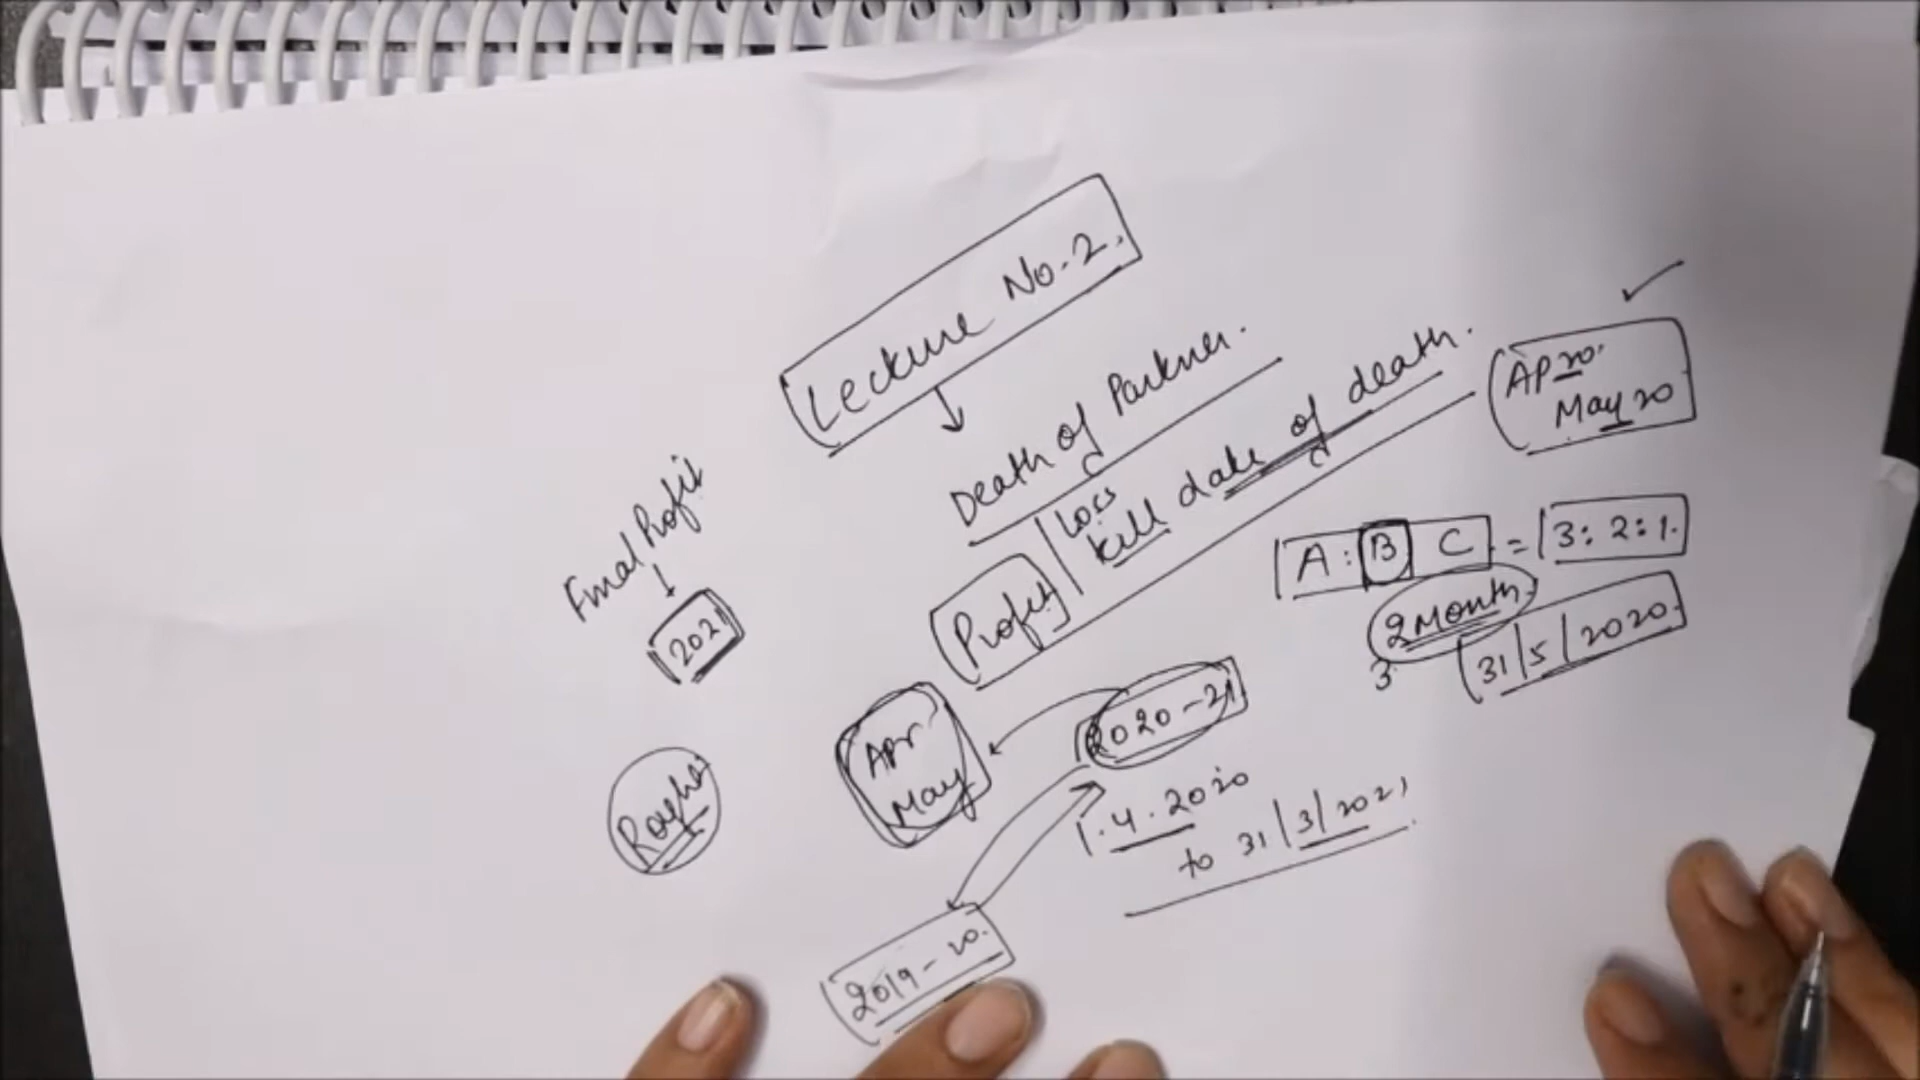 Lecture No. 2.
Death of Partner.
Profit | Loss
till date of death.
AP 20.
May 20
A : B C. = 3 : 2 : 1.
2 Month.
3.
31/5/2020.
Final Profit
2021
2020-21
Apr
May
1.4.2020
to 31/3/2021
2019-20.